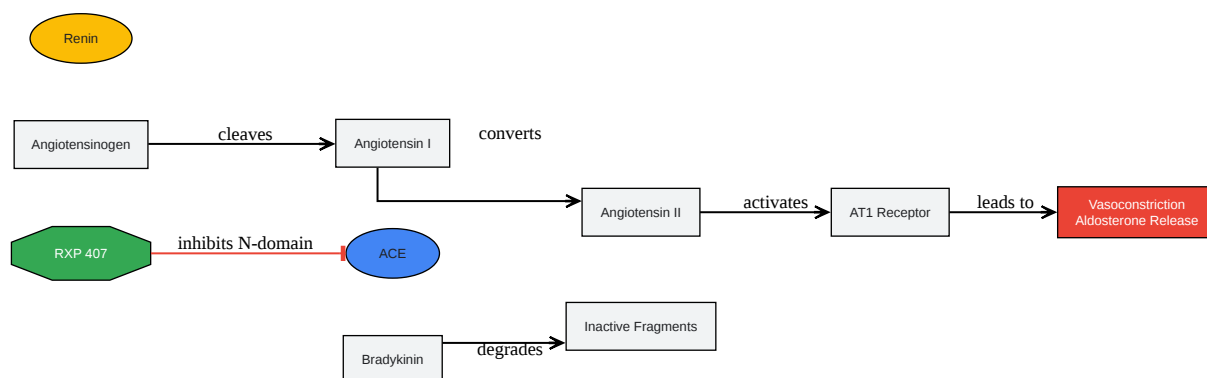 Renin
Angiotensinogen
cleaves
Angiotensin I
converts
Angiotensin II
activates
AT1 Receptor
leads to
Vasoconstriction
Aldosterone Release
RXP 407
inhibits N-domain
ACE
Bradykinin
degrades
Inactive Fragments